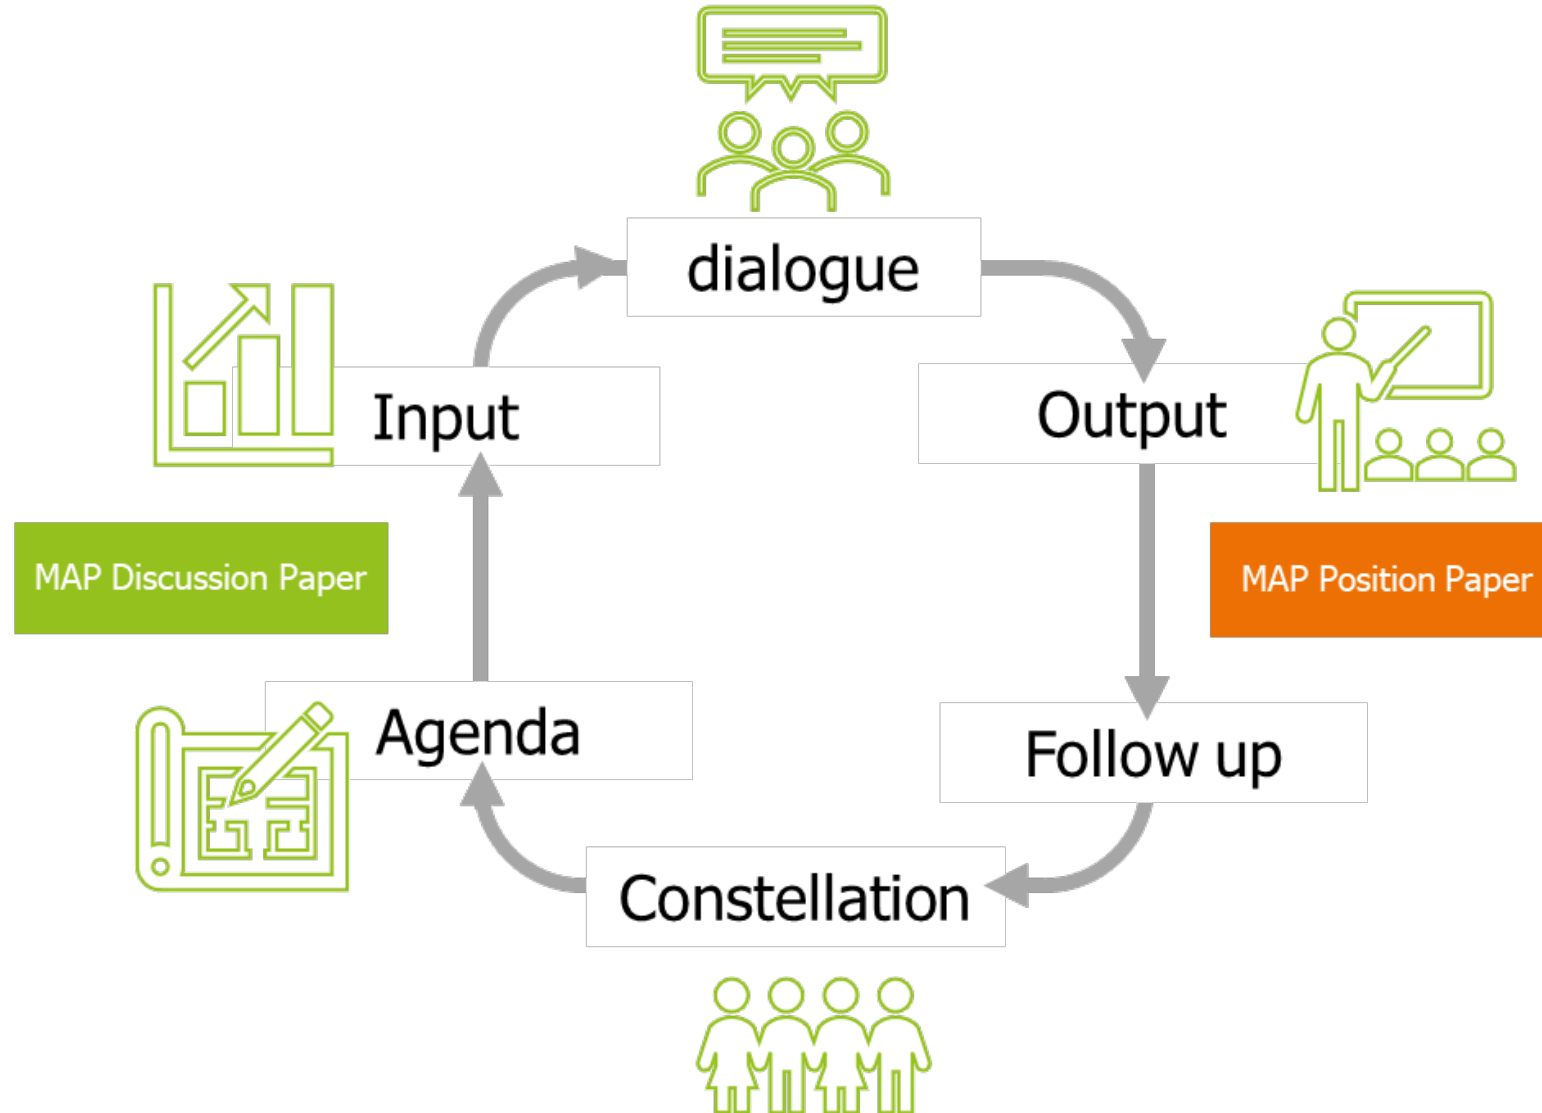 dialogue
Input
Output
MAP Discussion Paper
MAP Position Paper
Agenda
Follow up
Constellation